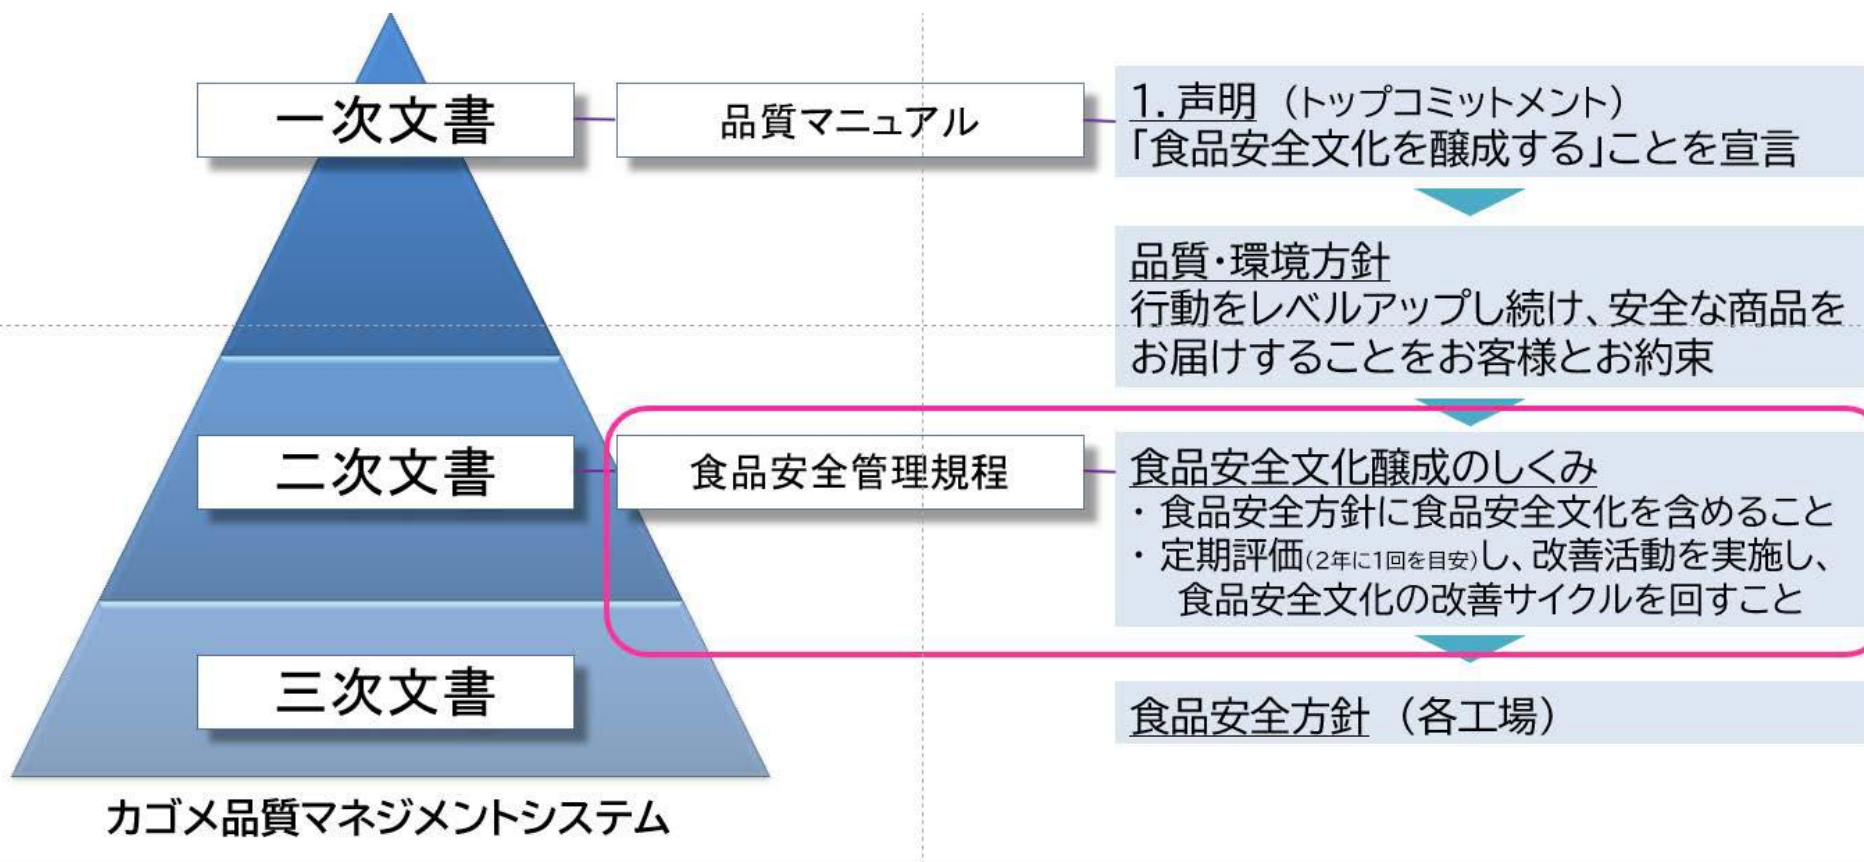 一次文書
品質マニュアル
1. 声明 （トップコミットメント）
「食品安全文化を醸成する」ことを宣言
品質・環境方針
行動をレベルアップし続け、安全な商品を
お届けすることをお客様とお約束
二次文書
食品安全管理規程
食品安全文化醸成のしくみ
・ 食品安全方針に食品安全文化を含めること
・ 定期評価(2年に1回を目安)し、改善活動を実施し、
食品安全文化の改善サイクルを回すこと
三次文書
食品安全方針 （各工場）
カゴメ品質マネジメントシステム